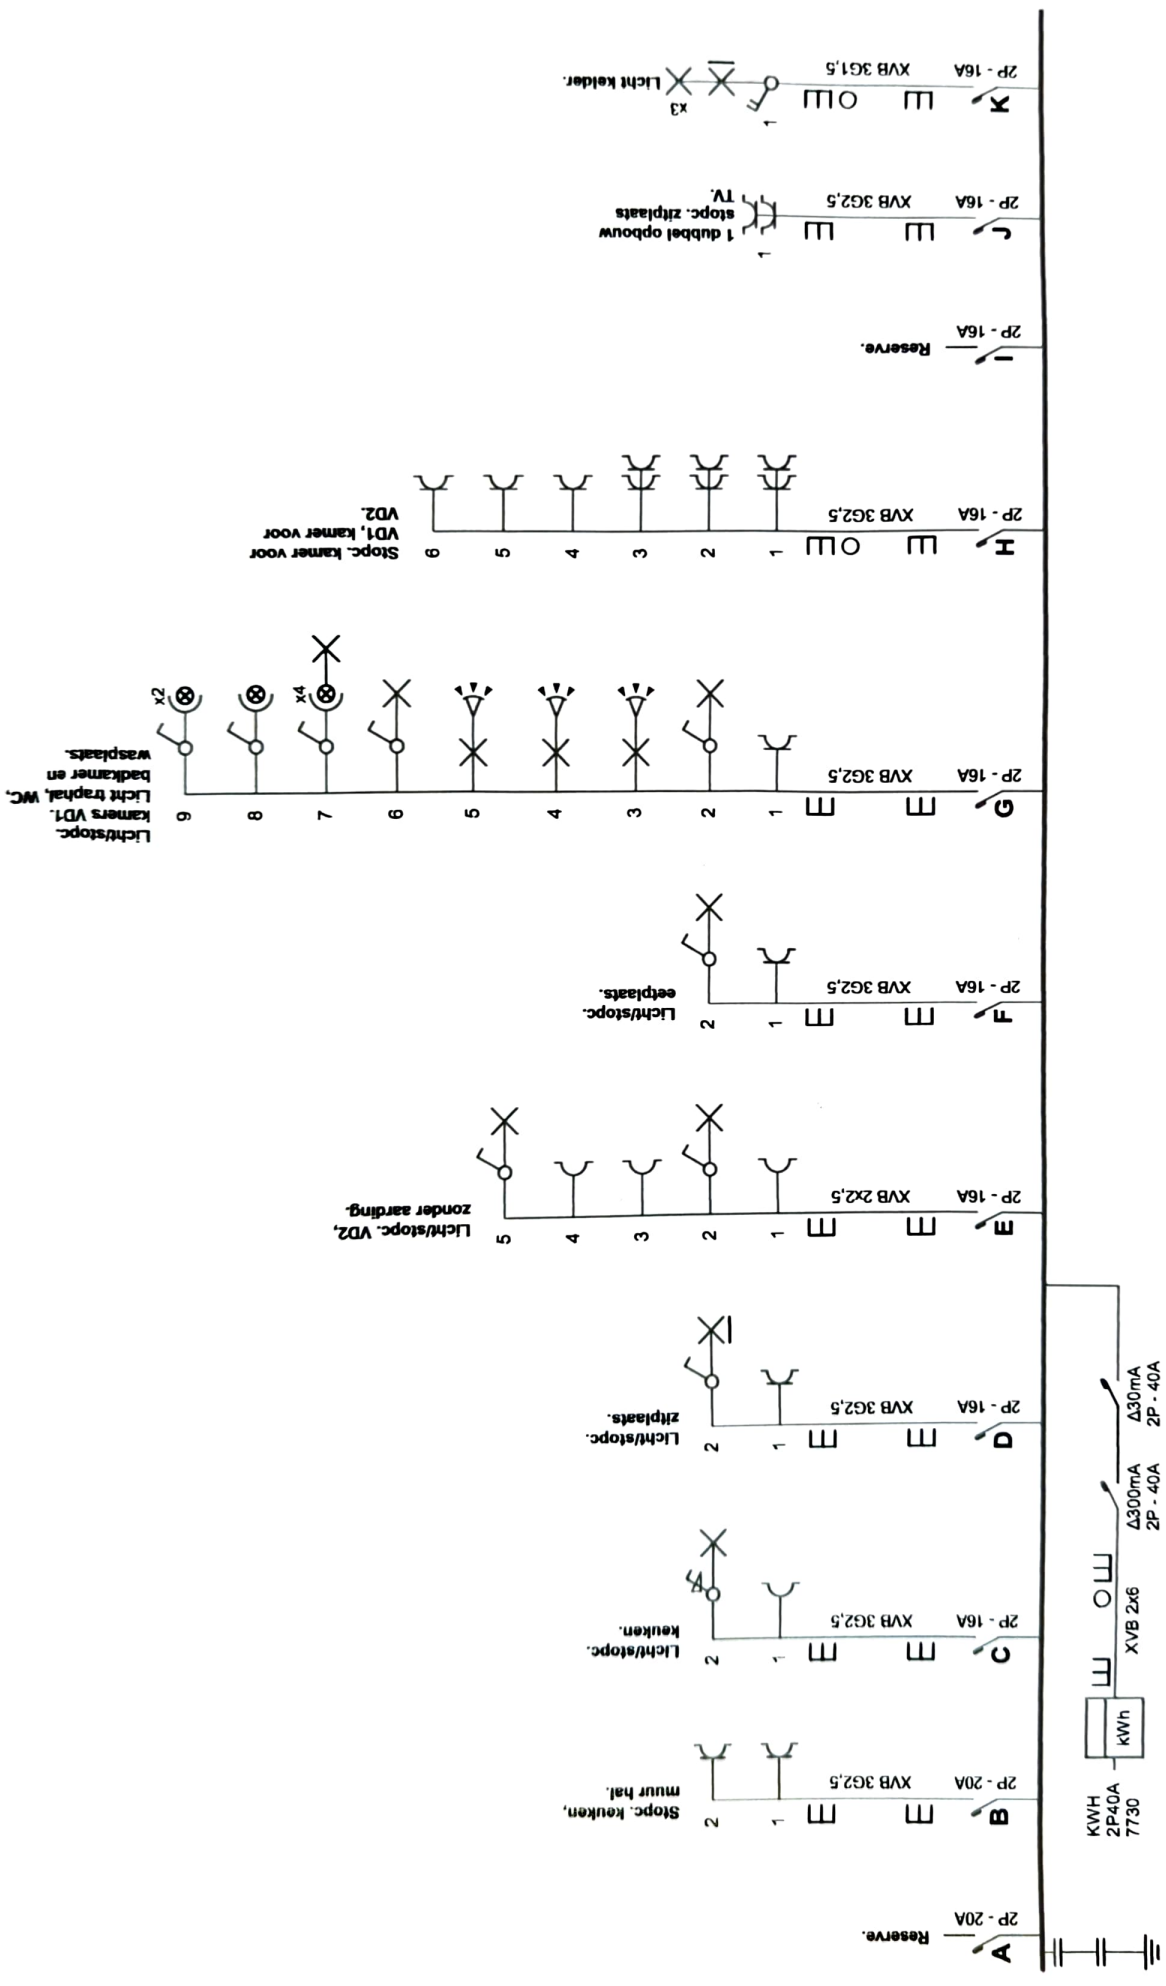 Licht kelder.
x3
1
XVB 3G1,5
2P - 16A
K
1 dubbel opbouw
stopc. zitplaats
TV.
1
XVB 3G2,5
2P - 16A
J
Reserve.
2P - 16A
I
Stopc. kamer voor
VD1, kamer voor
VD2.
6
5
4
3
2
1
XVB 3G2,5
2P - 16A
H
Licht/stopc.
kamers VD1.
Licht traphal, WC,
badkamer en
wasplaats.
x2
x4
9
8
7
6
5
4
3
2
1
XVB 3G2,5
2P - 16A
G
Licht/stopc.
eetplaats.
2
1
XVB 3G2,5
2P - 16A
F
Licht/stopc. VD2,
zonder aarding.
5
4
3
2
1
XVB 2x2,5
2P - 16A
E
Licht/stopc.
zitplaats.
2
1
XVB 3G2,5
2P - 16A
D
Licht/stopc.
keuken.
2
1
XVB 3G2,5
2P - 16A
C
Stopc. keuken,
muur hal.
2
1
XVB 3G2,5
2P - 20A
B
Reserve.
2P - 20A
A
Δ30mA
2P - 40A
Δ300mA
2P - 40A
XVB 2x6
kWh
KWH
2P40A
7730